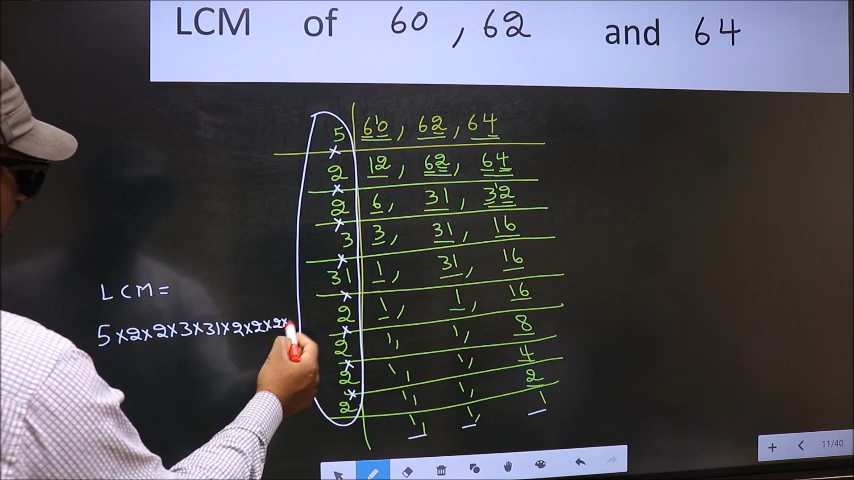 LCM of 60, 62 and 64
5 60, 62, 64
2 12, 62, 64
2 6, 31, 32
3 3, 31, 16
31 1, 31, 16
2 1, 1, 16
2 1, 1, 8
2 1, 1, 4
2 1, 1, 2
1, 1, 1
LCM =
5×2×2×3×31×2×2×2×
11/40